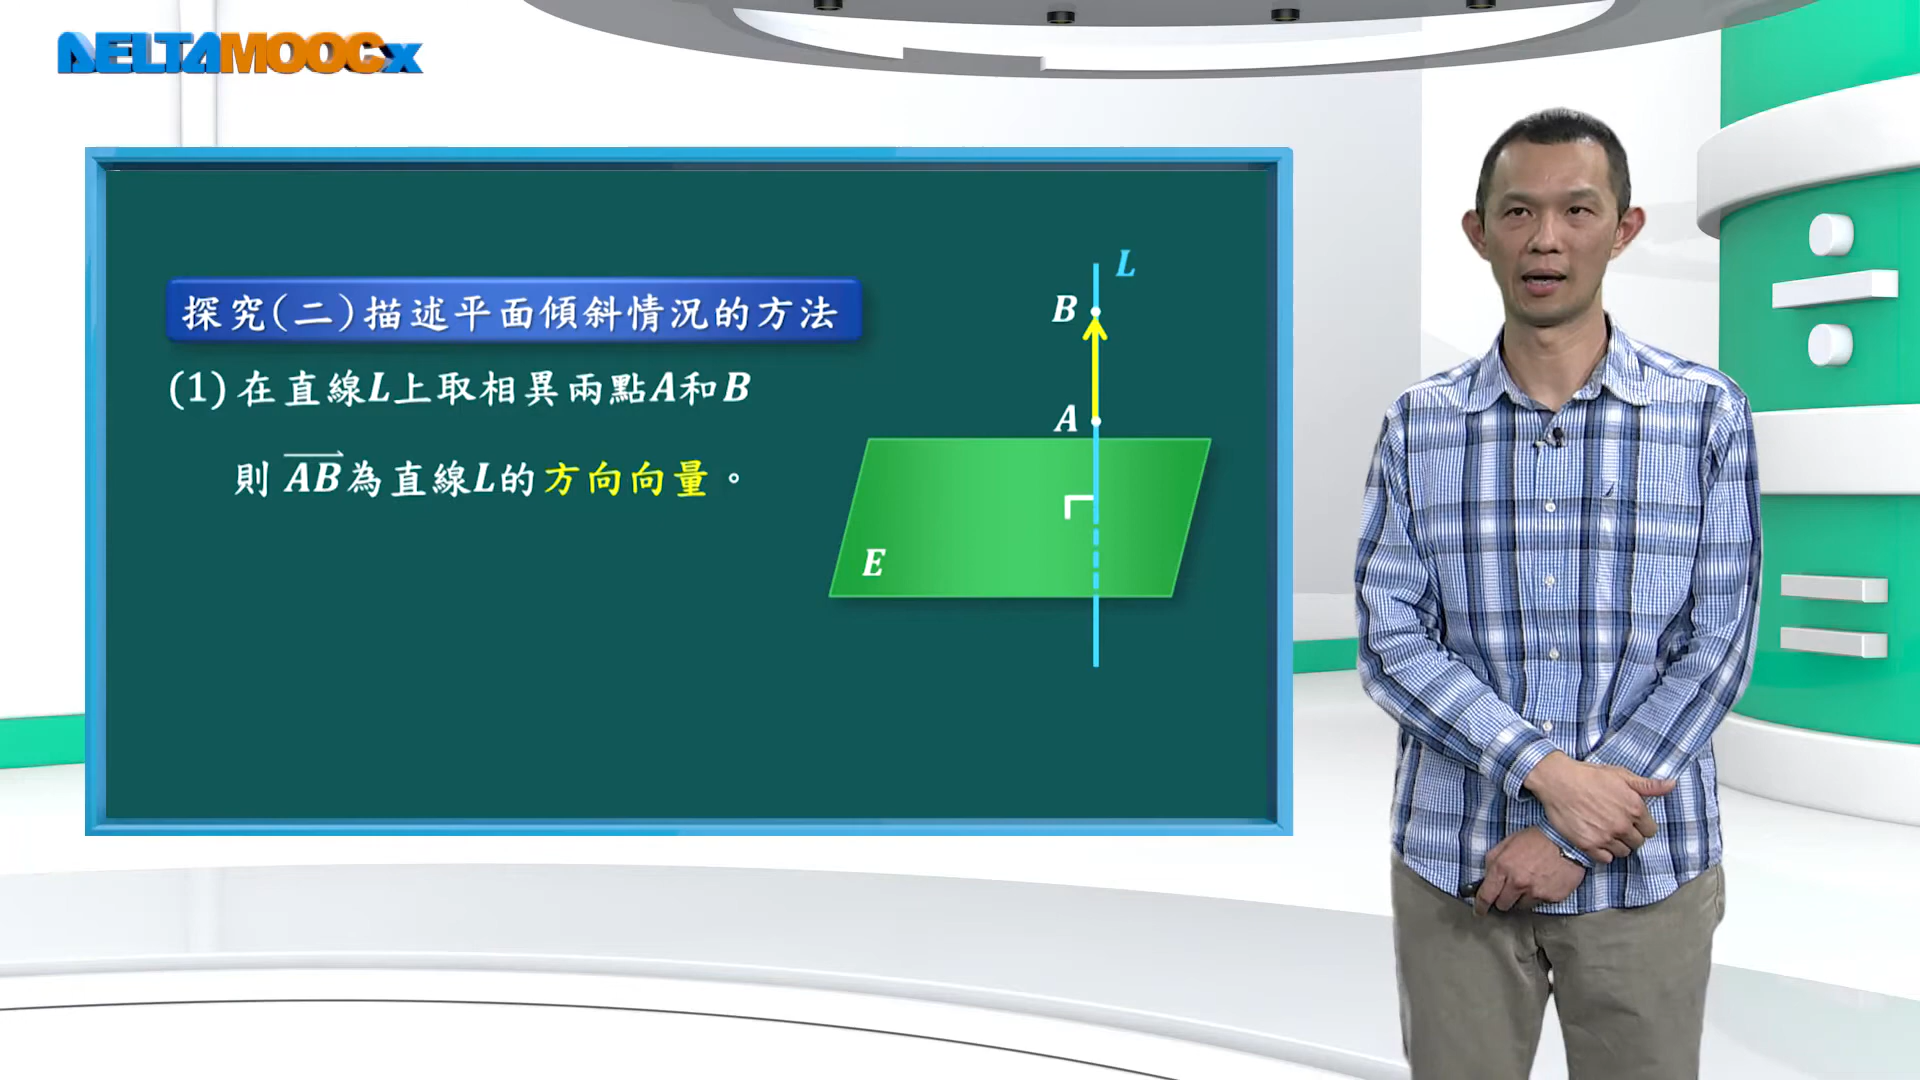 DELTAMOOCx
探究(二)描述平面傾斜情況的方法
(1)在直線L上取相異兩點A和B
則 AB為直線L的方向向量。
L
B
A
E